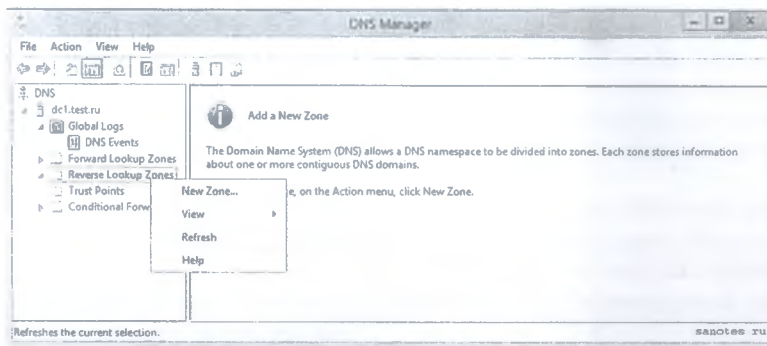 DNS Manager
File Action View Help
DNS
dc1.test.ru
Global Logs
DNS Events
Forward Lookup Zones
Reverse Lookup Zones
Trust Points
Conditional Forw
New Zone...
View
Refresh
Help
Add a New Zone
The Domain Name System (DNS) allows a DNS namespace to be divided into zones. Each zone stores information
about one or more contiguous DNS domains.
e, on the Action menu, click New Zone.
Refreshes the current selection.
sanotes ru